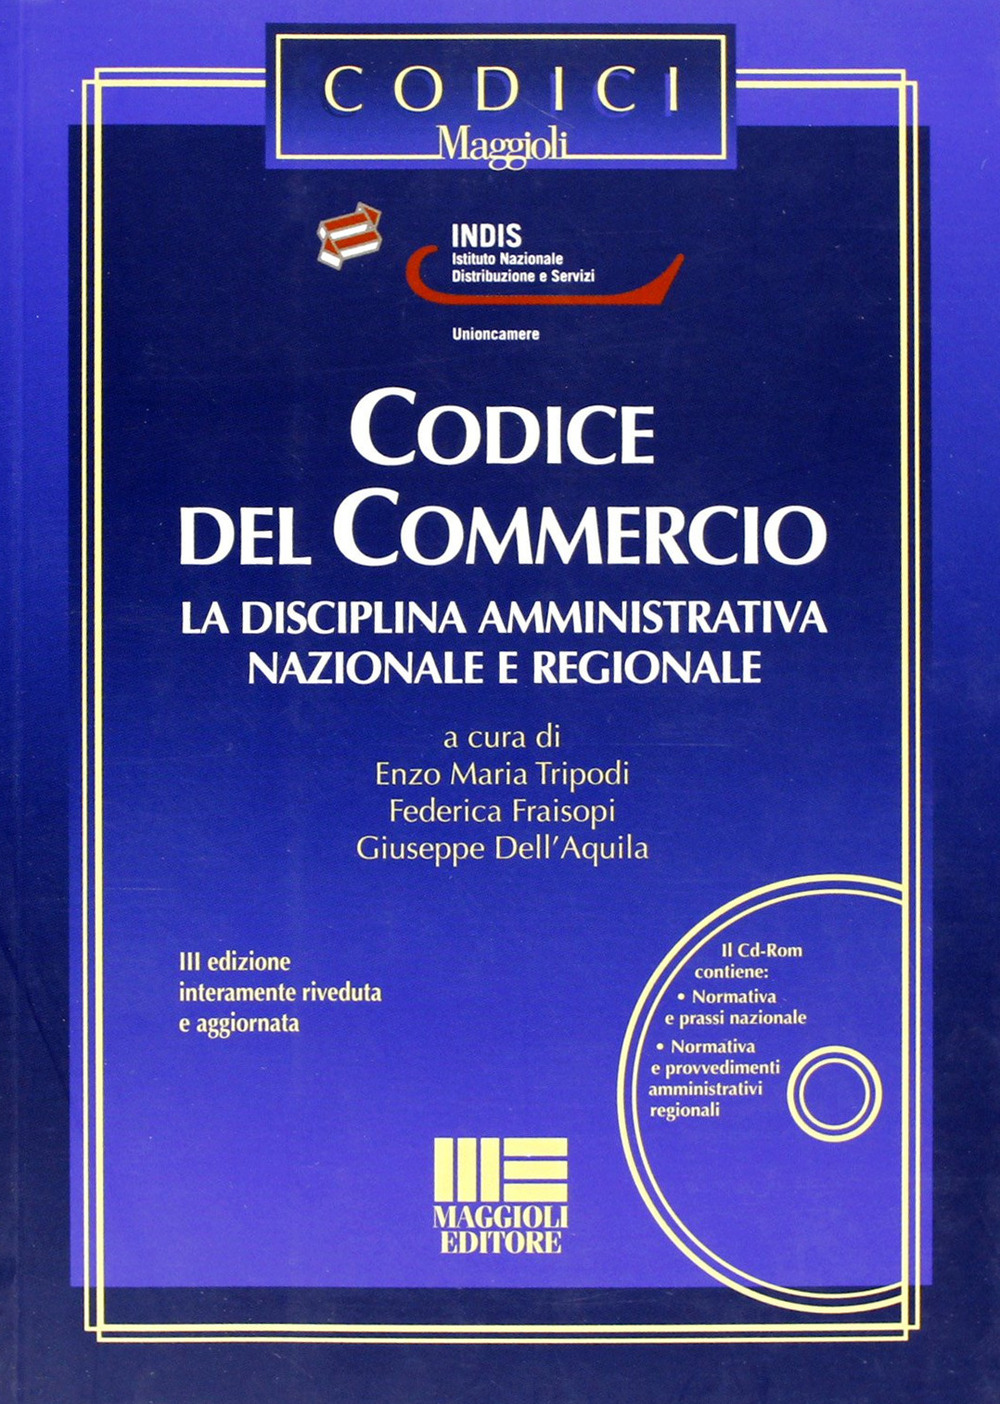 CODICI
Maggioli
INDIS
Istituto Nazionale
Distribuzione e Servizi
Unioncamere
CODICE
DEL COMMERCIO
LA DISCIPLINA AMMINISTRATIVA
NAZIONALE E REGIONALE
a cura di
Enzo Maria Tripodi
Federica Fraisopi
Giuseppe Dell'Aquila
III edizione
interamente riveduta
e aggiornata
Il Cd-Rom
contiene:
• Normativa
e prassi nazionale
• Normativa
e provvedimenti
amministrativi
regionali
MAGGIOLI
EDITORE